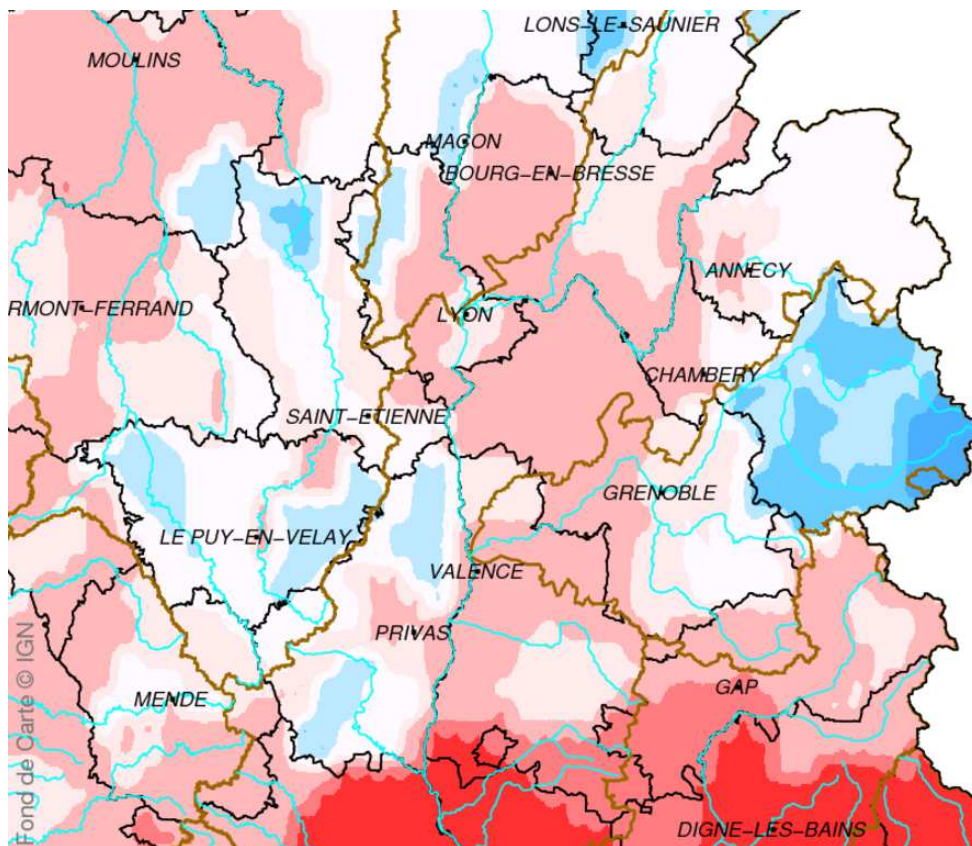 LONS-LE-SAUNIER
MOULINS
MACON
BOURG-EN-BRESSE
ANNECY
RMONT-FERRAND
LYON
CHAMBERY
SAINT-ETIENNE
GRENOBLE
LE PUY-EN-VELAY
VALENCE
PRIVAS
GAP
MENDE
DIGNE-LES-BAINS
Fond de Carte © IGN